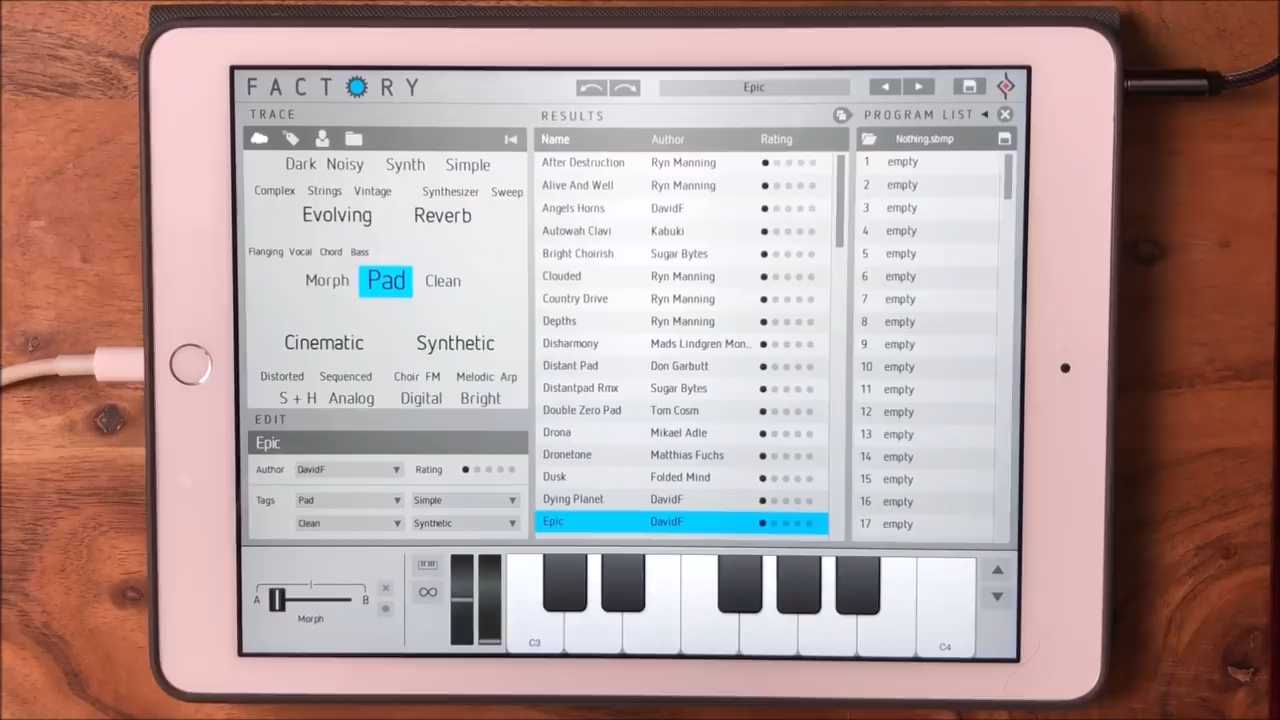 FACTORY
Epic
TRACE
Dark Noisy Synth Simple
Complex Strings Vintage Synthesizer Sweep
Evolving Reverb
Flanging Vocal Chord Bass
Morph Pad Clean
Cinematic Synthetic
Distorted Sequenced Choir FM Melodic Arp
S + H Analog Digital Bright
EDIT
Epic
Author DavidF Rating
Tags Pad Simple
Clean Synthetic
RESULTS
Name Author Rating
After Destruction Ryn Manning
Alive And Well Ryn Manning
Angels Horns DavidF
Autowah Clavi Kabuki
Bright Choirish Sugar Bytes
Clouded Ryn Manning
Country Drive Ryn Manning
Depths Ryn Manning
Disharmony Mads Lindgren Mon...
Distant Pad Don Garbutt
Distantpad Rmx Sugar Bytes
Double Zero Pad Tom Cosm
Drona Mikael Adle
Dronetone Matthias Fuchs
Dusk Folded Mind
Dying Planet DavidF
Epic DavidF
PROGRAM LIST
Nothing.sbmp
1 empty
2 empty
3 empty
4 empty
5 empty
6 empty
7 empty
8 empty
9 empty
10 empty
11 empty
12 empty
13 empty
14 empty
15 empty
16 empty
17 empty
A B
Morph
C3
C4